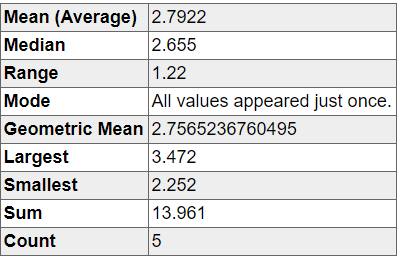 Mean (Average) 2.7922
Median 2.655
Range 1.22
Mode All values appeared just once.
Geometric Mean 2.7565236760495
Largest 3.472
Smallest 2.252
Sum 13.961
Count 5